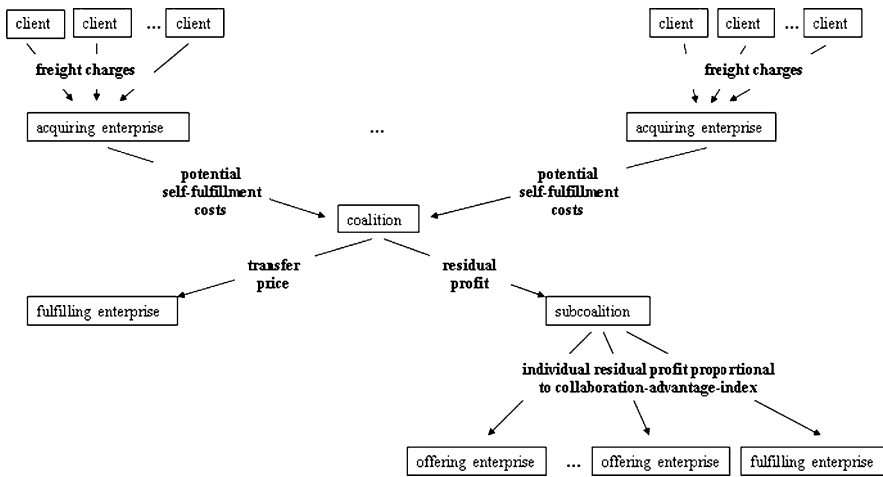 client client ... client client client ... client
freight charges freight charges
acquiring enterprise ... acquiring enterprise
potential potential
self-fulfillment self-fulfillment
costs costs
coalition
transfer residual
price profit
fulfilling enterprise subcoalition
individual residual profit proportional
to collaboration-advantage-index
offering enterprise ... offering enterprise fulfilling enterprise